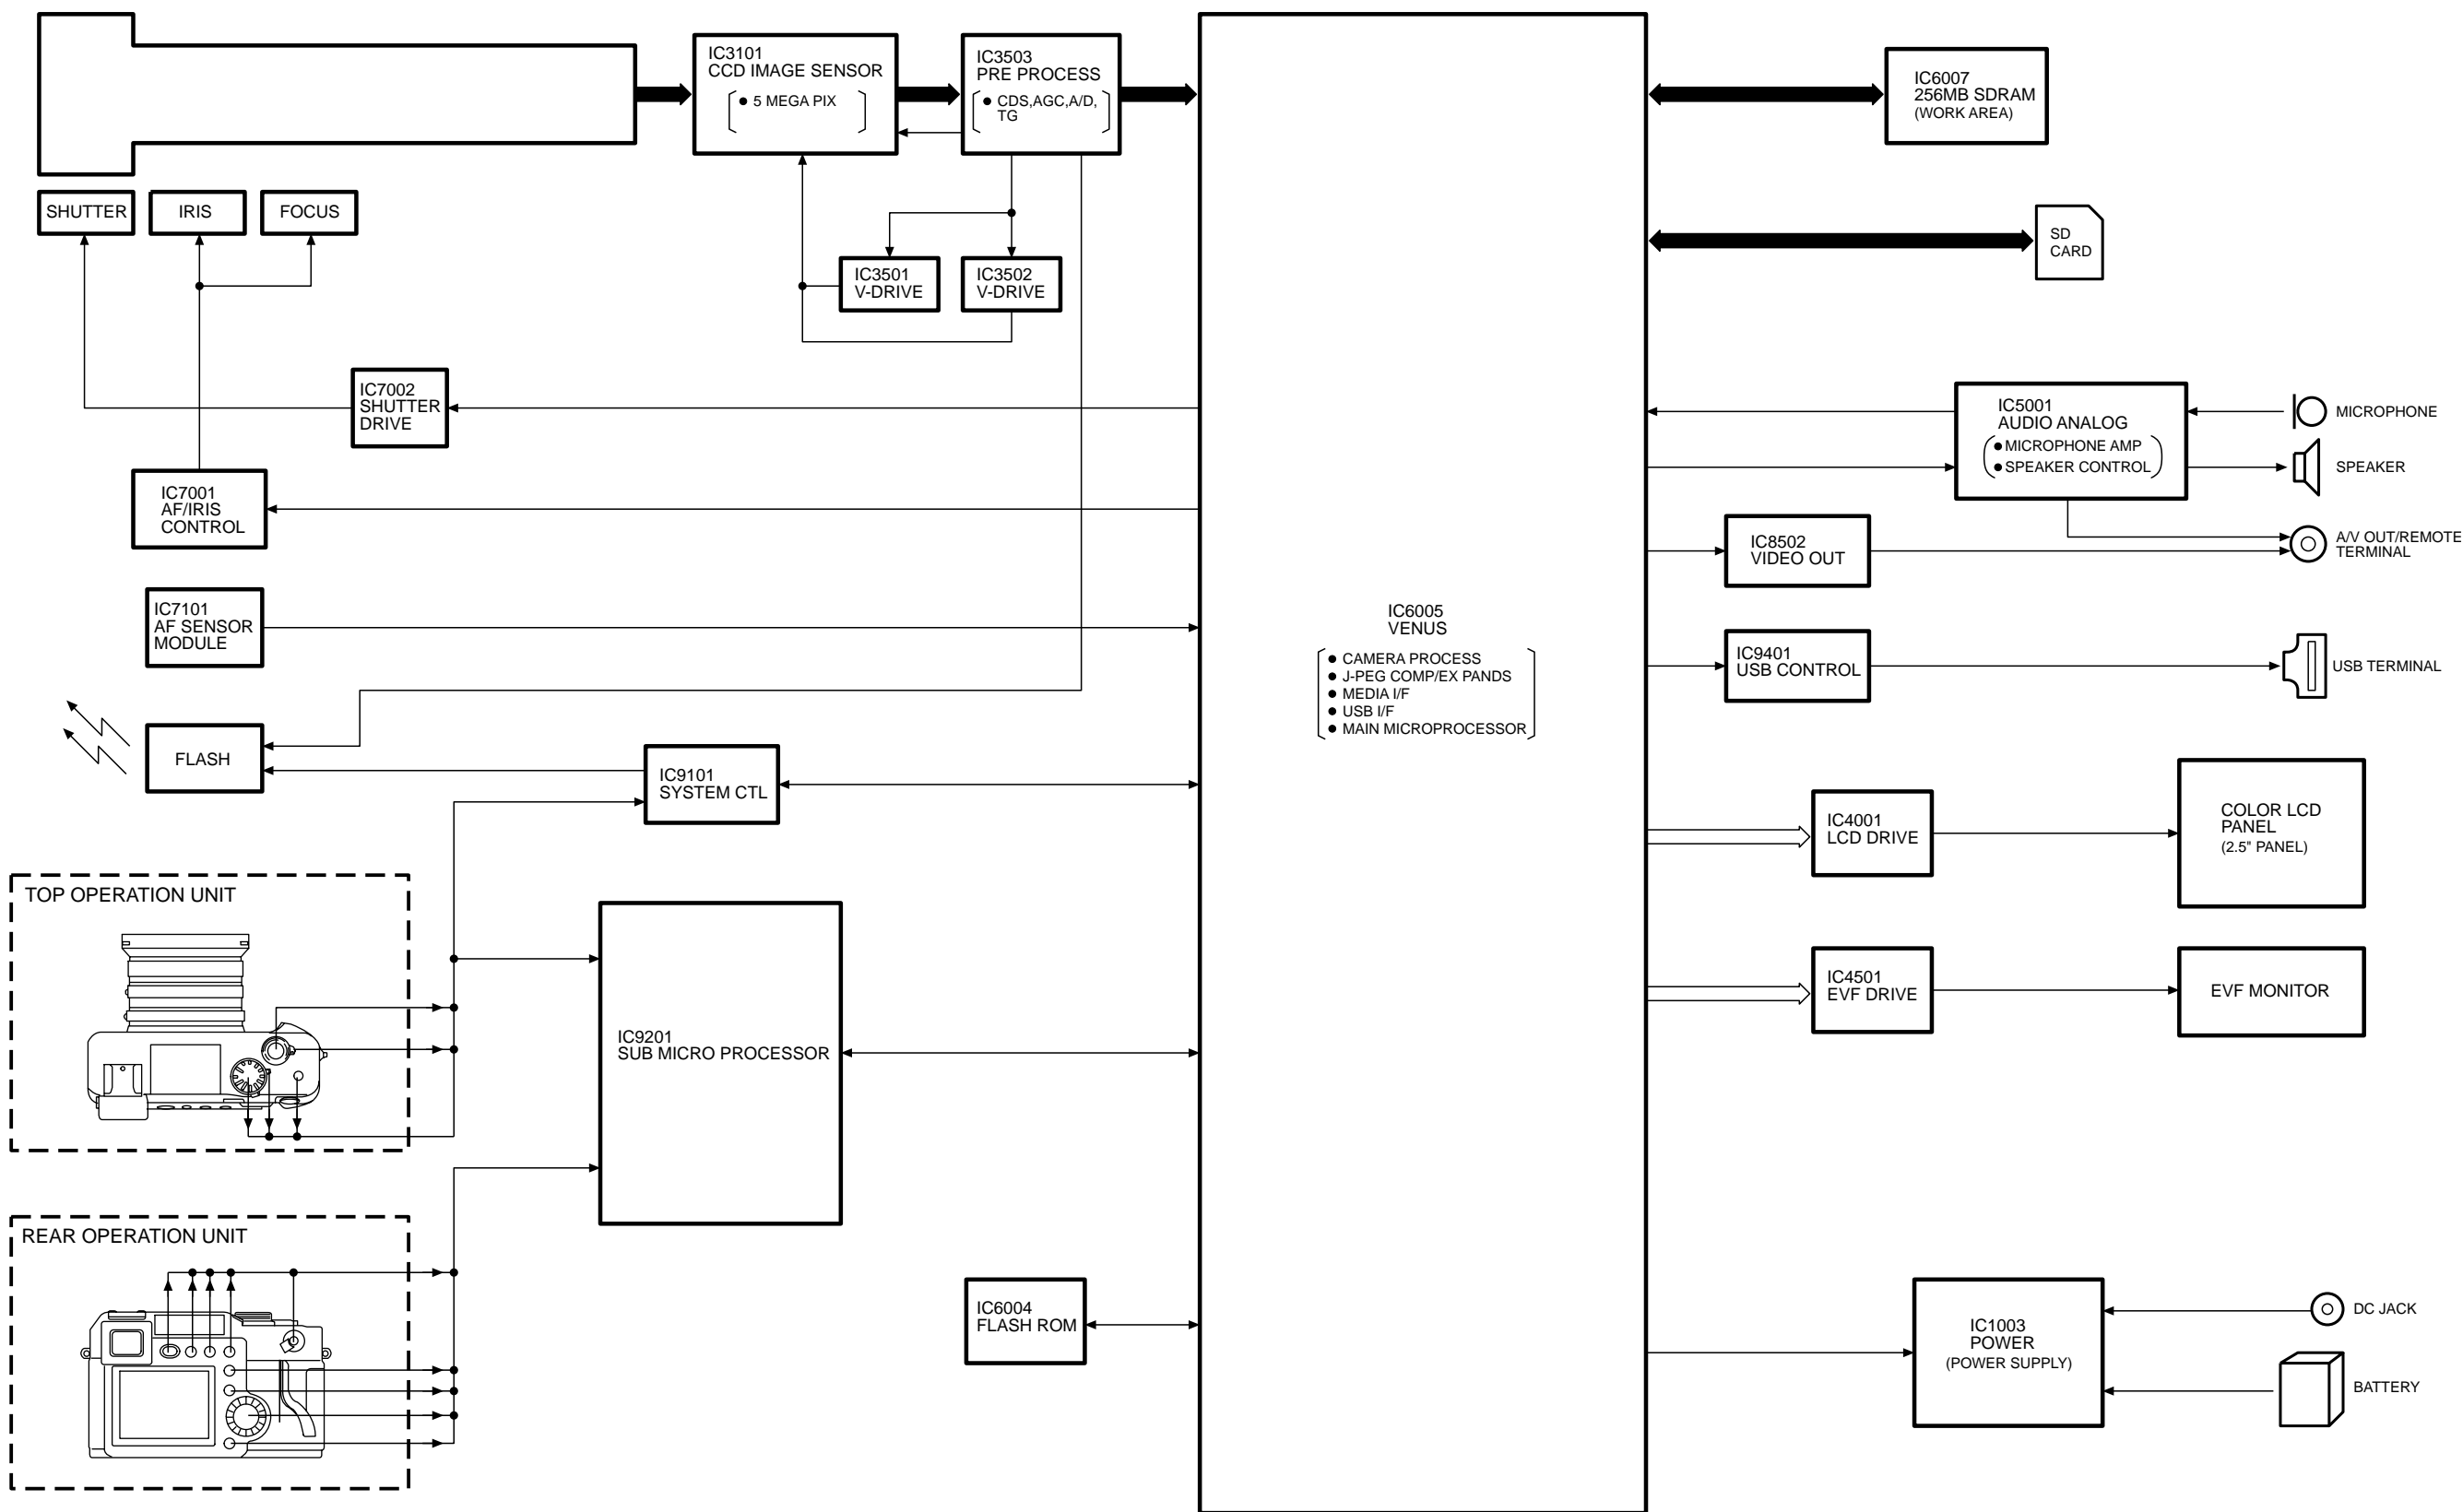 IC3101
CCD IMAGE SENSOR
● 5 MEGA PIX
IC3503
PRE PROCESS
● CDS,AGC,A/D,
TG
IC6007
256MB SDRAM
(WORK AREA)
SHUTTER
IRIS
FOCUS
SD
CARD
IC3501
V-DRIVE
IC3502
V-DRIVE
IC7002
SHUTTER
DRIVE
IC5001
AUDIO ANALOG
● MICROPHONE AMP
● SPEAKER CONTROL
MICROPHONE
SPEAKER
IC7001
AF/IRIS
CONTROL
IC8502
VIDEO OUT
A/V OUT/REMOTE
TERMINAL
IC7101
AF SENSOR
MODULE
IC6005
VENUS
● CAMERA PROCESS
● J-PEG COMP/EX PANDS
● MEDIA I/F
● USB I/F
● MAIN MICROPROCESSOR
IC9401
USB CONTROL
USB TERMINAL
FLASH
IC9101
SYSTEM CTL
IC4001
LCD DRIVE
COLOR LCD
PANEL
(2.5" PANEL)
TOP OPERATION UNIT
IC4501
EVF DRIVE
EVF MONITOR
IC9201
SUB MICRO PROCESSOR
REAR OPERATION UNIT
IC6004
FLASH ROM
IC1003
POWER
(POWER SUPPLY)
DC JACK
BATTERY